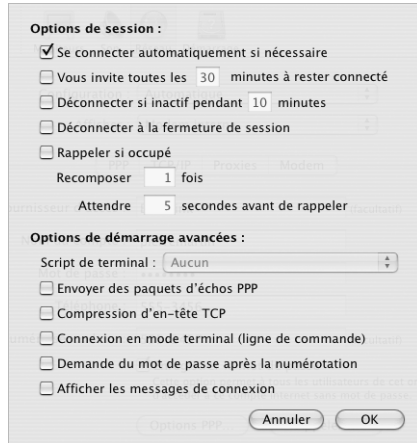 Options de session :
Se connecter automatiquement si nécessaire
Vous invite toutes les 30 minutes à rester connecté
Déconnecter si inactif pendant 10 minutes
Déconnecter à la fermeture de session
Rappeler si occupé
Recomposer 1 fois
Attendre 5 secondes avant de rappeler
Options de démarrage avancées :
Script de terminal : Aucun
Envoyer des paquets d'échos PPP
Compression d'en-tête TCP
Connexion en mode terminal (ligne de commande)
Demande du mot de passe après la numérotation
Afficher les messages de connexion
Annuler OK
Options PPP...